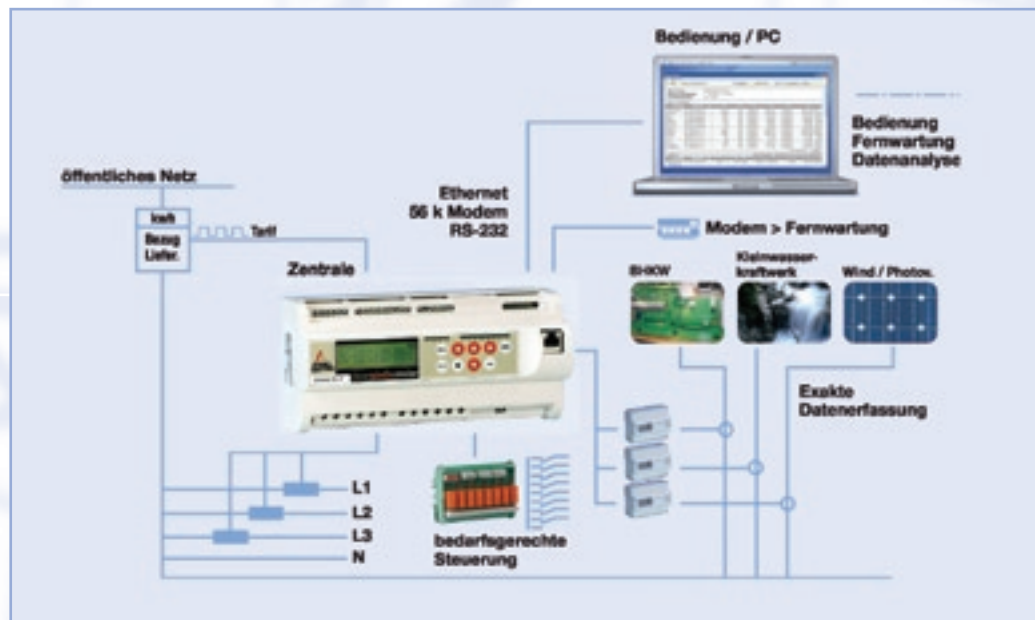 Bedienung / PC
Bedienung
Fernwartung
Datenanalyse
öffentliches Netz
kwh
Bezug
Liefer.
Tarif
Ethernet
56 k Modem
RS-232
Modem > Fernwartung
Zentrale
BHKW
Kleinwasser-
kraftwerk
Wind / Photov.
Exakte
Datenerfassung
L1
L2
L3
N
bedarfsgerechte
Steuerung